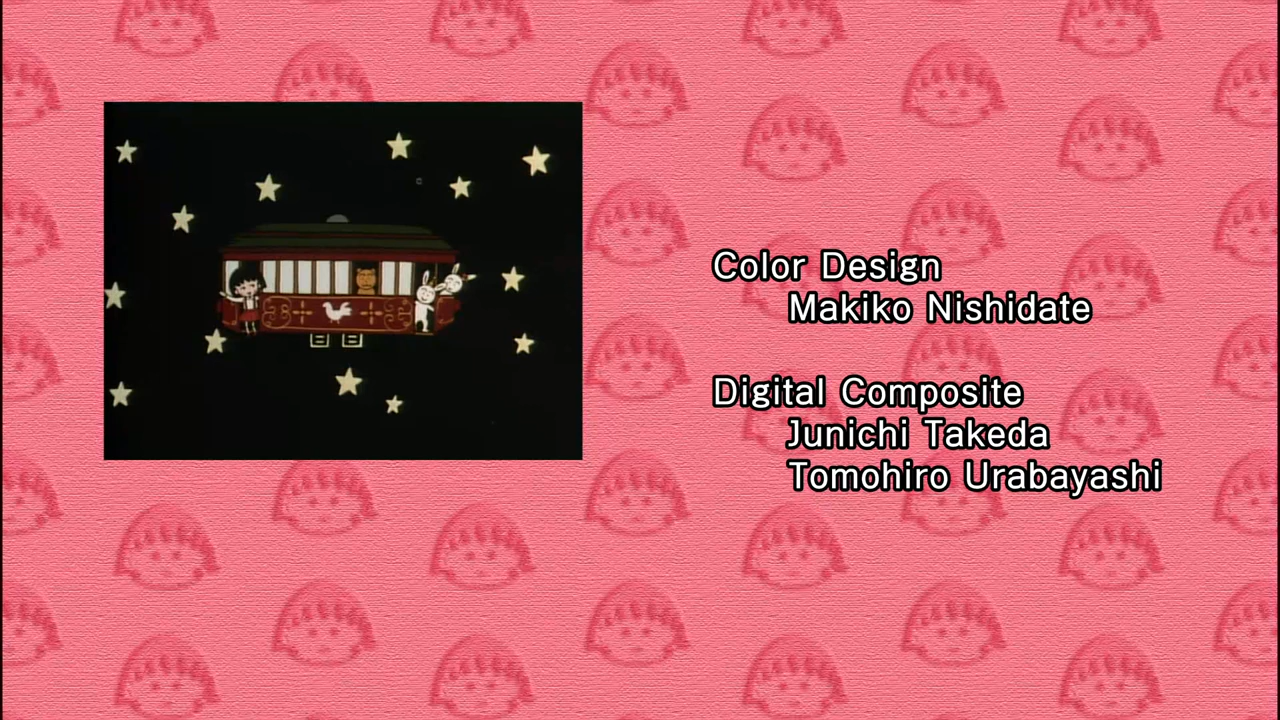 Color Design
Makiko Nishidate
Digital Composite
Junichi Takeda
Tomohiro Urabayashi